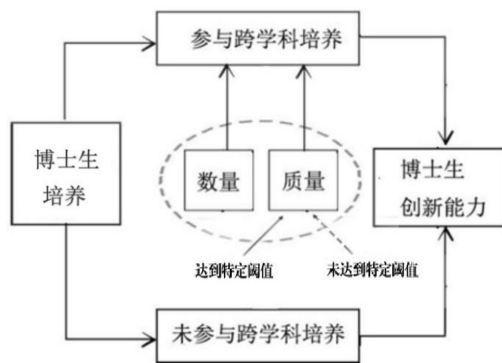 参与跨学科培养
博士生
培养
数量
质量
博士生
创新能力
达到特定阈值
未达到特定阈值
未参与跨学科培养